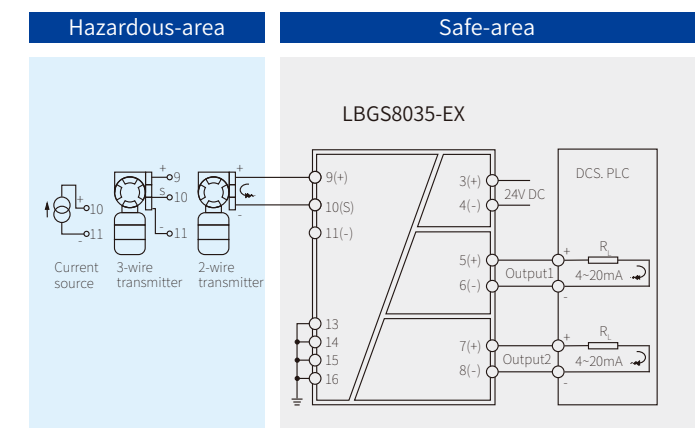 Hazardous-area
Safe-area
LBGS8035-EX
+
10
-
11
Current
source
+
9
S
10
-
11
3-wire
transmitter
+
-
2-wire
transmitter
9(+)
10(S)
11(-)
13
14
15
16
3(+)
4(-)
24V DC
5(+)
6(-)
Output1
7(+)
8(-)
Output2
DCS. PLC
+
RL
4~20mA
-
+
RL
4~20mA
-